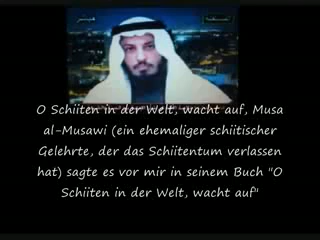 O Schiiten in der Welt, wacht auf, Musa
al-Musawi (ein ehemaliger schiitischer
Gelehrte, der das Schiitentum verlassen
hat) sagte es vor mir in seinem Buch "O
Schiiten in der Welt, wacht auf"